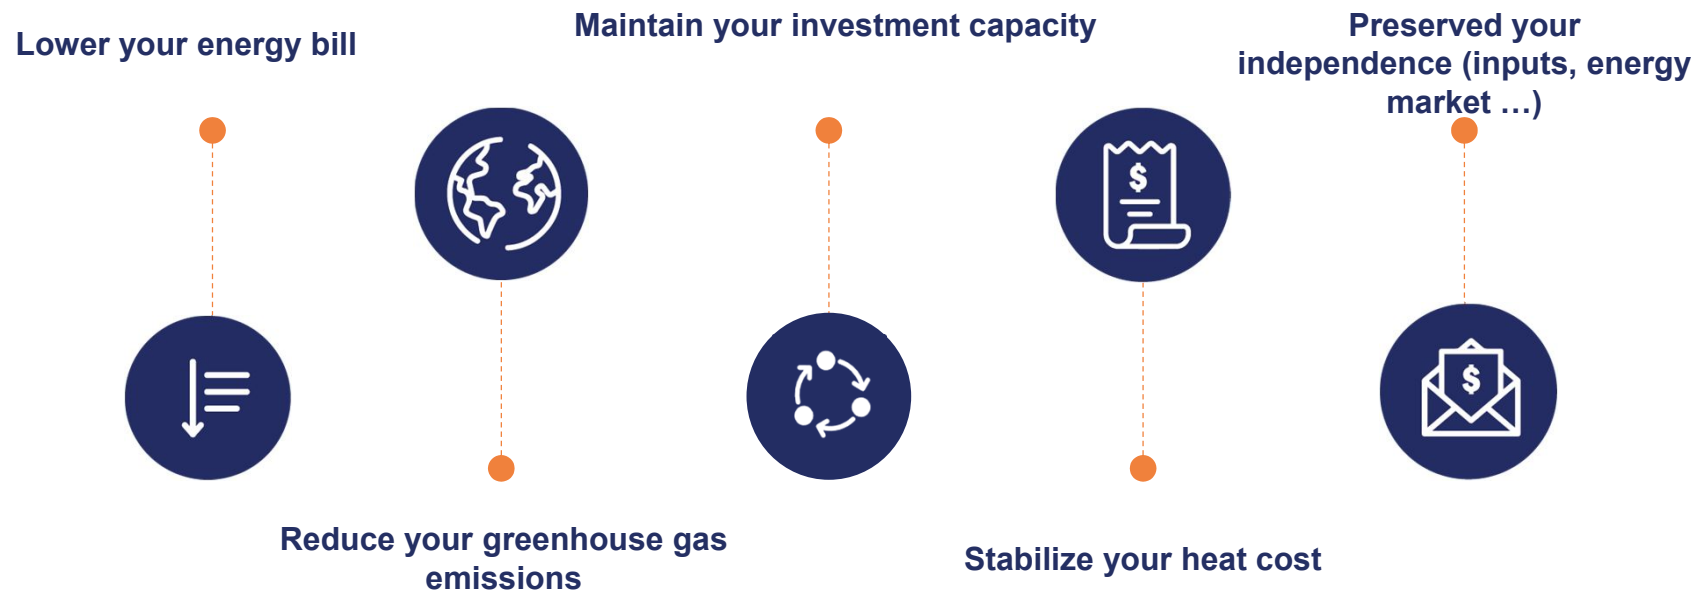 Lower your energy bill
Reduce your greenhouse gas
emissions
Maintain your investment capacity
$
Stabilize your heat cost
Preserved your
independence (inputs, energy
market …)
$